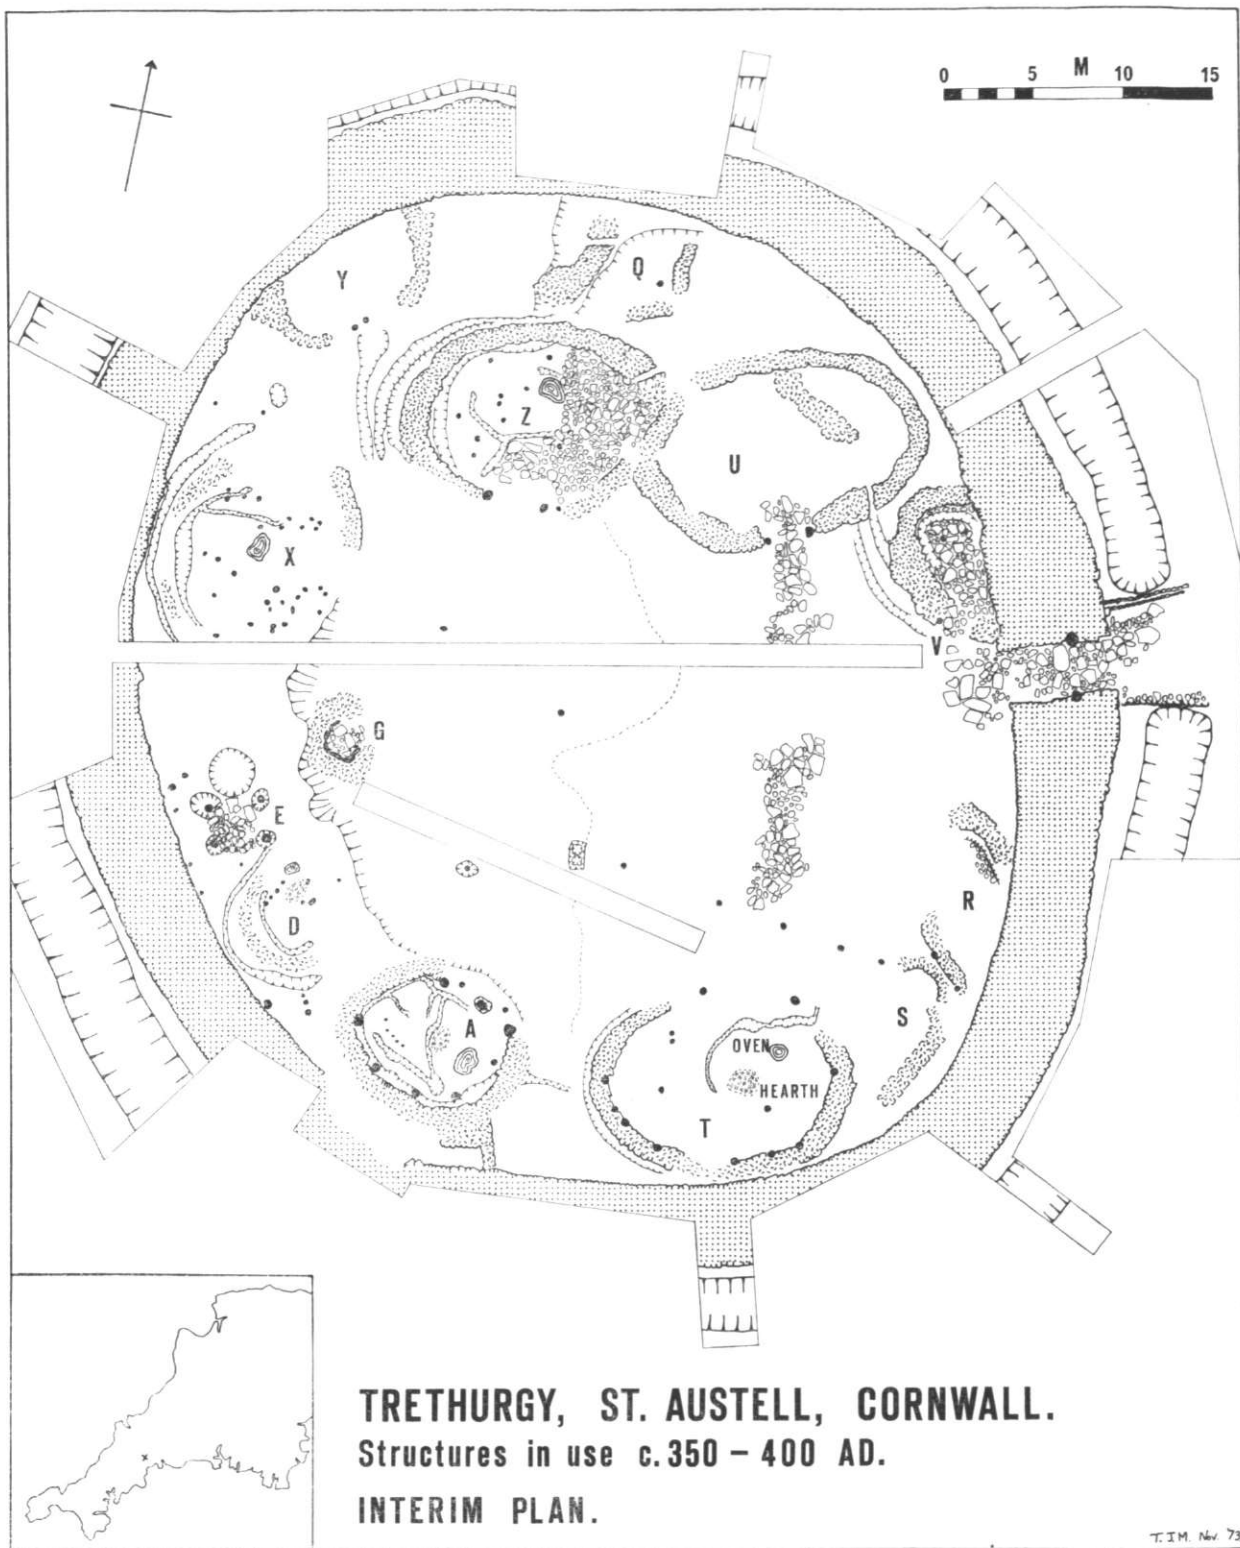 M
0 5 10 15
Y
Q
Z
U
X
V
G
E
D
R
A
S
OVEN
HEARTH
T
TRETHURGY, ST. AUSTELL, CORNWALL.
Structures in use c. 350 – 400 AD.
INTERIM PLAN.
T. I M. Nov. 73